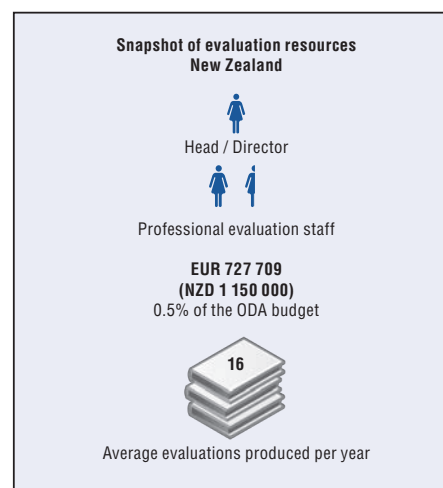 Snapshot of evaluation resources
New Zealand
Head / Director
Professional evaluation staff
EUR 727 709
(NZD 1 150 000)
0.5% of the ODA budget
16
Average evaluations produced per year